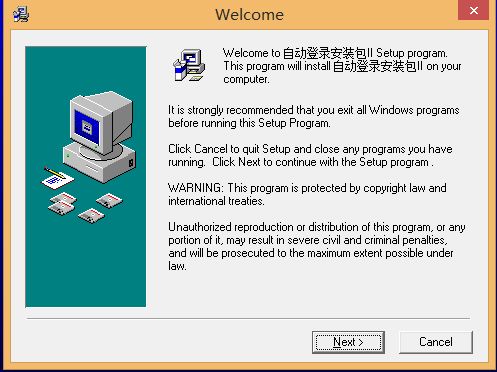 Welcome
Welcome to 自动登录安装包II Setup program.
This program will install 自动登录安装包II on your
computer.
It is strongly recommended that you exit all Windows programs
before running this Setup Program.
Click Cancel to quit Setup and close any programs you have
running. Click Next to continue with the Setup program .
WARNING: This program is protected by copyright law and
international treaties.
Unauthorized reproduction or distribution of this program, or any
portion of it, may result in severe civil and criminal penalties,
and will be prosecuted to the maximum extent possible under
law.
Next >
Cancel